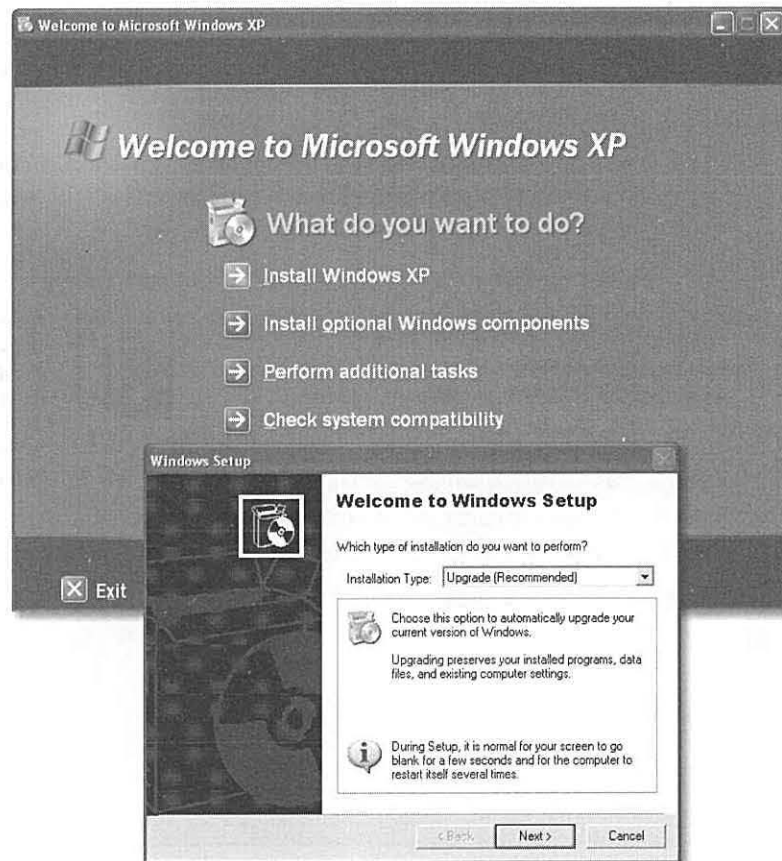 Welcome to Microsoft Windows XP
Welcome to Microsoft Windows XP
What do you want to do?
Install Windows XP
Install optional Windows components
Perform additional tasks
Check system compatibility
Exit
Windows Setup
Welcome to Windows Setup
Which type of installation do you want to perform?
Installation Type: Upgrade (Recommended)
Choose this option to automatically upgrade your
current version of Windows.
Upgrading preserves your installed programs, data
files, and existing computer settings.
During Setup, it is normal for your screen to go
blank for a few seconds and for the computer to
restart itself several times.
< Back
Next >
Cancel